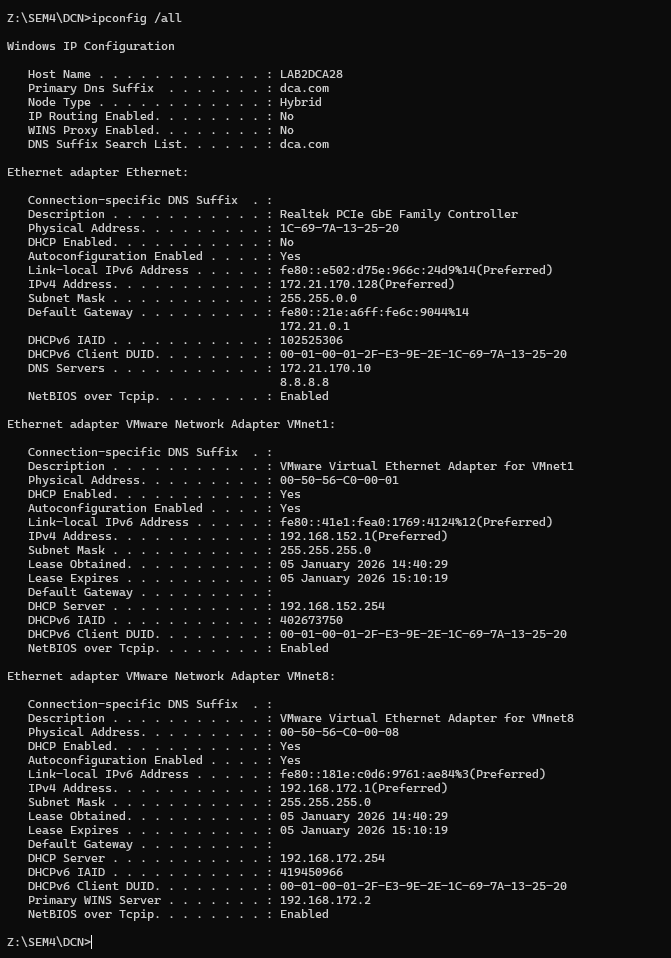 Z:\SEM4\DCN>ipconfig /all
Windows IP Configuration
Host Name . . . . . . . . . . . . : LAB2DCA28
Primary Dns Suffix  . . . . . . . : dca.com
Node Type . . . . . . . . . . . . : Hybrid
IP Routing Enabled. . . . . . . . : No
WINS Proxy Enabled. . . . . . . . : No
DNS Suffix Search List. . . . . . : dca.com
Ethernet adapter Ethernet:
Connection-specific DNS Suffix  . :
Description . . . . . . . . . . . : Realtek PCIe GbE Family Controller
Physical Address. . . . . . . . . : 1C-69-7A-13-25-20
DHCP Enabled. . . . . . . . . . . : No
Autoconfiguration Enabled . . . . : Yes
Link-local IPv6 Address . . . . . : fe80::e502:d75e:966c:24d9%14(Preferred)
IPv4 Address. . . . . . . . . . . : 172.21.170.128(Preferred)
Subnet Mask . . . . . . . . . . . : 255.255.0.0
Default Gateway . . . . . . . . . : fe80::21e:a6ff:fe6c:9044%14
172.21.0.1
DHCPv6 IAID . . . . . . . . . . . : 102525306
DHCPv6 Client DUID. . . . . . . . : 00-01-00-01-2F-E3-9E-2E-1C-69-7A-13-25-20
DNS Servers . . . . . . . . . . . : 172.21.170.10
8.8.8.8
NetBIOS over Tcpip. . . . . . . . : Enabled
Ethernet adapter VMware Network Adapter VMnet1:
Connection-specific DNS Suffix  . :
Description . . . . . . . . . . . : VMware Virtual Ethernet Adapter for VMnet1
Physical Address. . . . . . . . . : 00-50-56-C0-00-01
DHCP Enabled. . . . . . . . . . . : Yes
Autoconfiguration Enabled . . . . : Yes
Link-local IPv6 Address . . . . . : fe80::41e1:fea0:1769:4124%12(Preferred)
IPv4 Address. . . . . . . . . . . : 192.168.152.1(Preferred)
Subnet Mask . . . . . . . . . . . : 255.255.255.0
Lease Obtained. . . . . . . . . . : 05 January 2026 14:40:29
Lease Expires . . . . . . . . . . : 05 January 2026 15:10:19
Default Gateway . . . . . . . . . :
DHCP Server . . . . . . . . . . . : 192.168.152.254
DHCPv6 IAID . . . . . . . . . . . : 402673750
DHCPv6 Client DUID. . . . . . . . : 00-01-00-01-2F-E3-9E-2E-1C-69-7A-13-25-20
NetBIOS over Tcpip. . . . . . . . : Enabled
Ethernet adapter VMware Network Adapter VMnet8:
Connection-specific DNS Suffix  . :
Description . . . . . . . . . . . : VMware Virtual Ethernet Adapter for VMnet8
Physical Address. . . . . . . . . : 00-50-56-C0-00-08
DHCP Enabled. . . . . . . . . . . : Yes
Autoconfiguration Enabled . . . . : Yes
Link-local IPv6 Address . . . . . : fe80::181e:c0d6:9761:ae84%3(Preferred)
IPv4 Address. . . . . . . . . . . : 192.168.172.1(Preferred)
Subnet Mask . . . . . . . . . . . : 255.255.255.0
Lease Obtained. . . . . . . . . . : 05 January 2026 14:40:29
Lease Expires . . . . . . . . . . : 05 January 2026 15:10:19
Default Gateway . . . . . . . . . :
DHCP Server . . . . . . . . . . . : 192.168.172.254
DHCPv6 IAID . . . . . . . . . . . : 419450966
DHCPv6 Client DUID. . . . . . . . : 00-01-00-01-2F-E3-9E-2E-1C-69-7A-13-25-20
Primary WINS Server . . . . . . . : 192.168.172.2
NetBIOS over Tcpip. . . . . . . . : Enabled
Z:\SEM4\DCN>